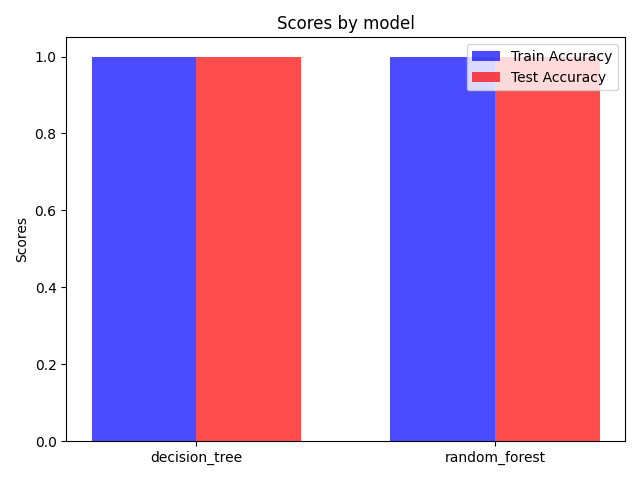 Scores by model
Train Accuracy
Test Accuracy
Scores
1.0
0.8
0.6
0.4
0.2
0.0
decision_tree
random_forest